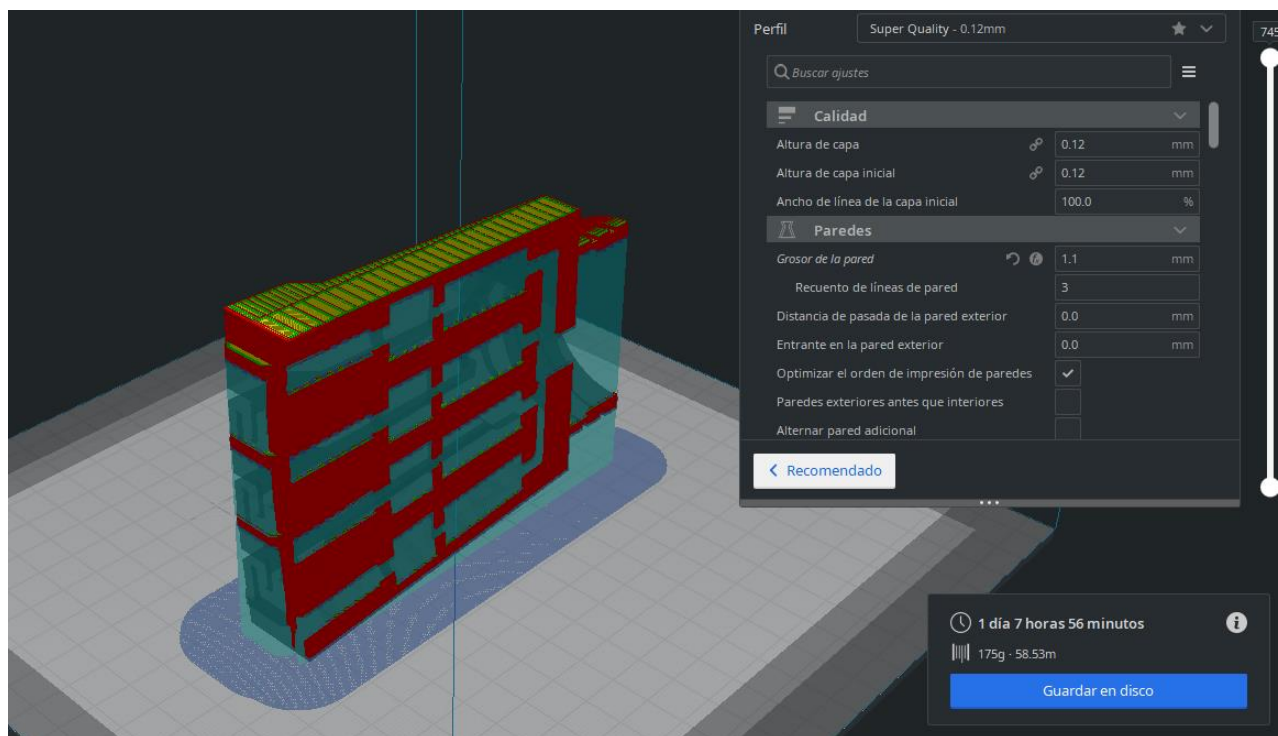 Perfil
Super Quality - 0.12mm
745
Buscar ajustes
Calidad
Altura de capa 0.12 mm
Altura de capa inicial 0.12 mm
Ancho de línea de la capa inicial 100.0 %
Paredes
Grosor de la pared 1.1 mm
Recuento de líneas de pared 3
Distancia de pasada de la pared exterior 0.0 mm
Entrante en la pared exterior 0.0 mm
Optimizar el orden de impresión de paredes
Paredes exteriores antes que interiores
Alternar pared adicional
Recomendado
1 día 7 horas 56 minutos
175g · 58.53m
Guardar en disco